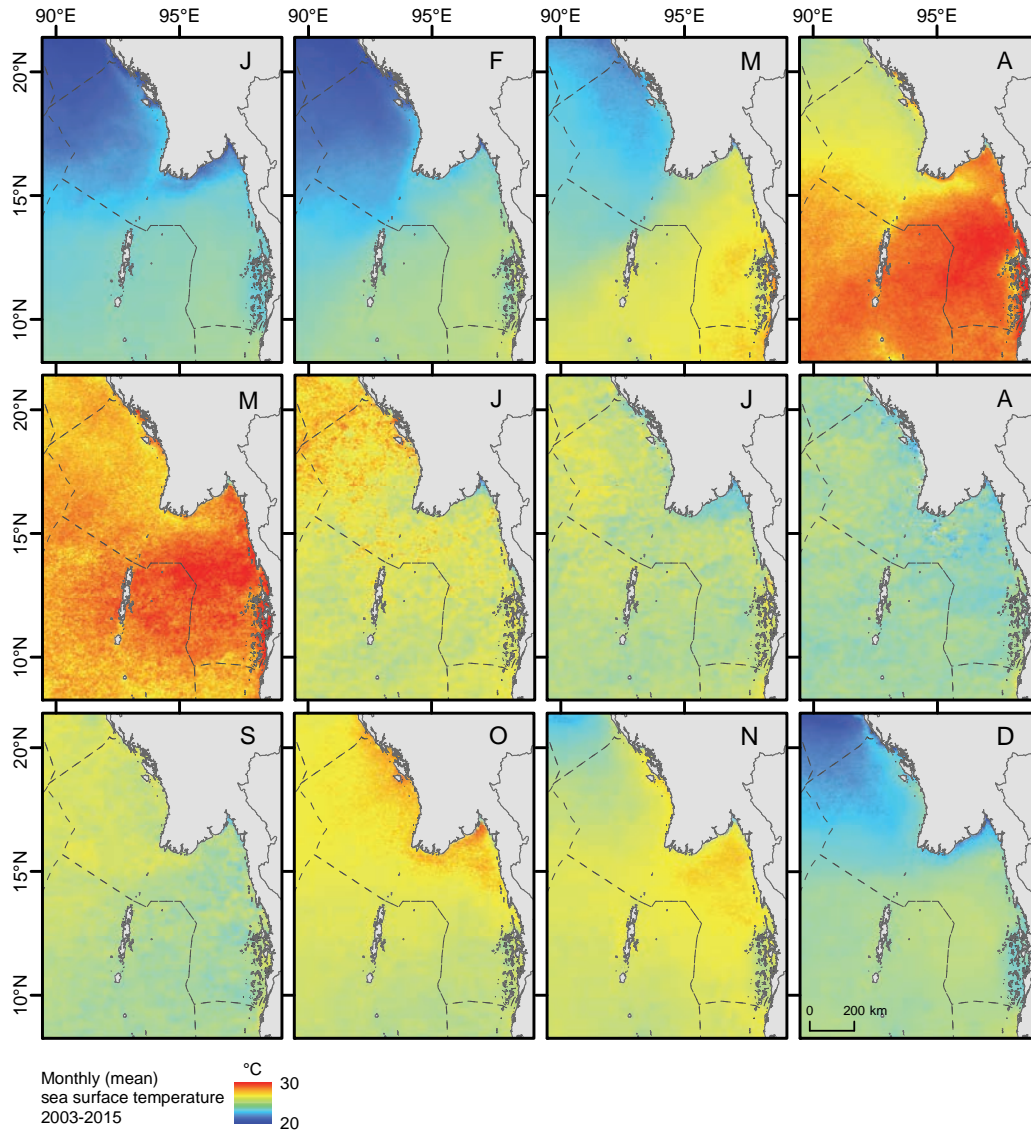 90°E 95°E 90°E 95°E 90°E 95°E 90°E 95°E
20°N 15°N 10°N
J F M A
20°N 15°N 10°N
M J J A
20°N 15°N 10°N
S O N D
0 200 km
Monthly (mean)
sea surface temperature
2003-2015
°C
30
20